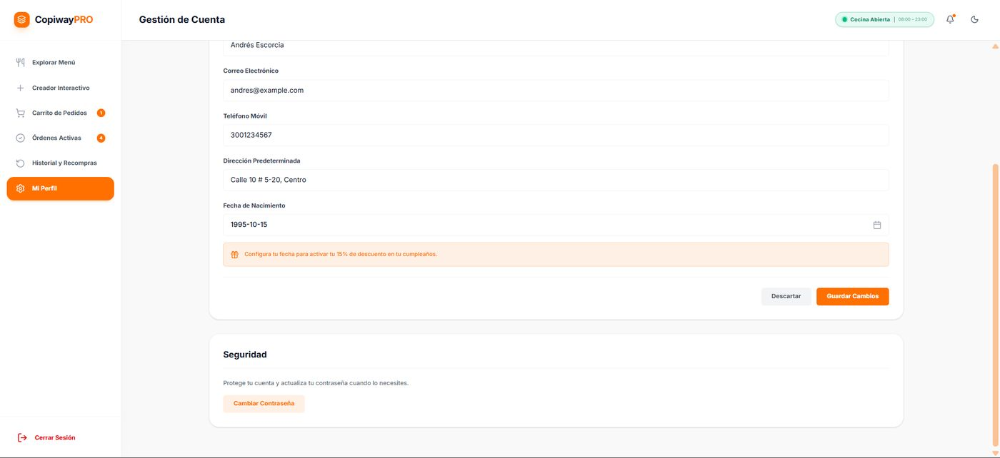 CopiwayPRO
Gestión de Cuenta
Cocina Abierta | 08:00 – 23:00
Explorar Menú
Creador Interactivo
Carrito de Pedidos 1
Órdenes Activas 4
Historial y Recompras
Mi Perfil
Cerrar Sesión
Andrés Escorcia
Correo Electrónico
andres@example.com
Teléfono Móvil
3001234567
Dirección Predeterminada
Calle 10 # 5-20, Centro
Fecha de Nacimiento
1995-10-15
Configura tu fecha para activar tu 15% de descuento en tu cumpleaños.
Descartar
Guardar Cambios
Seguridad
Protege tu cuenta y actualiza tu contraseña cuando lo necesites.
Cambiar Contraseña